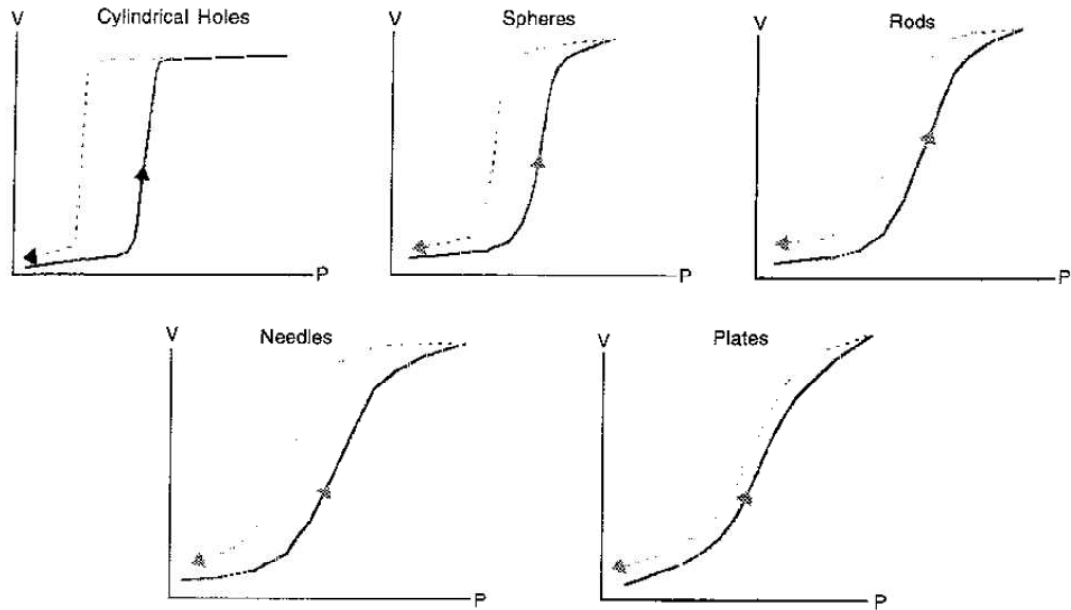 V Cylindrical Holes
P
V Spheres
P
V Rods
P
V Needles
P
V Plates
P